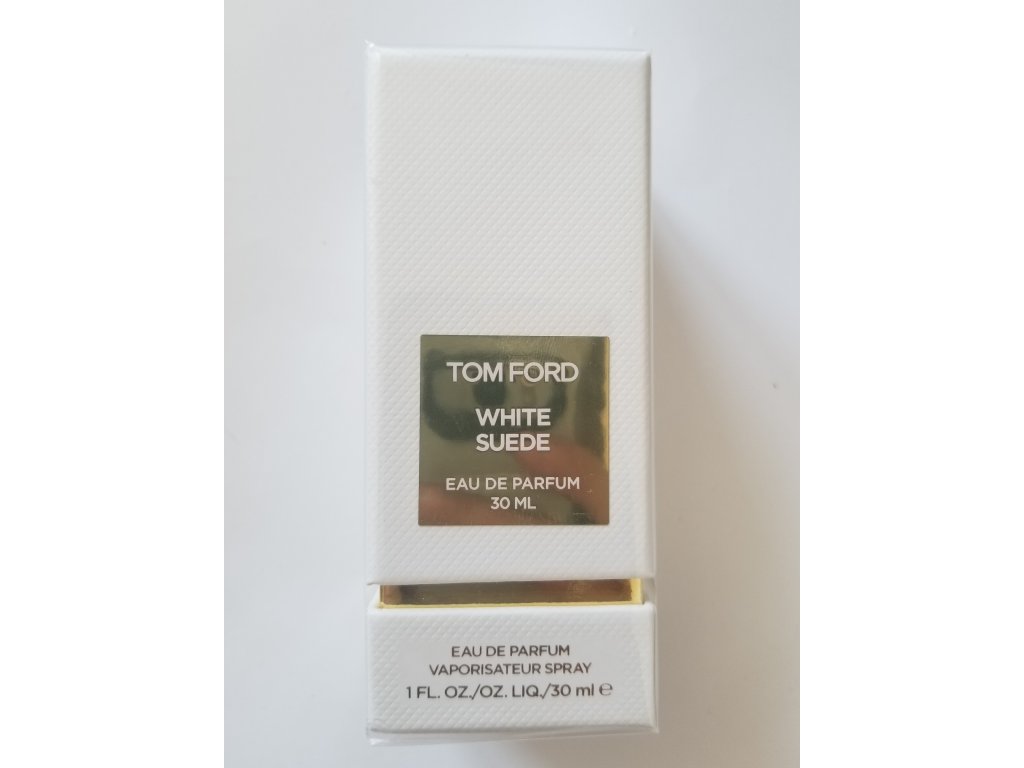 TOM FORD
WHITE
SUEDE
EAU DE PARFUM
30 ML
EAU DE PARFUM
VAPORISATEUR SPRAY
1 FL. OZ./OZ. LIQ./30 ml ℮